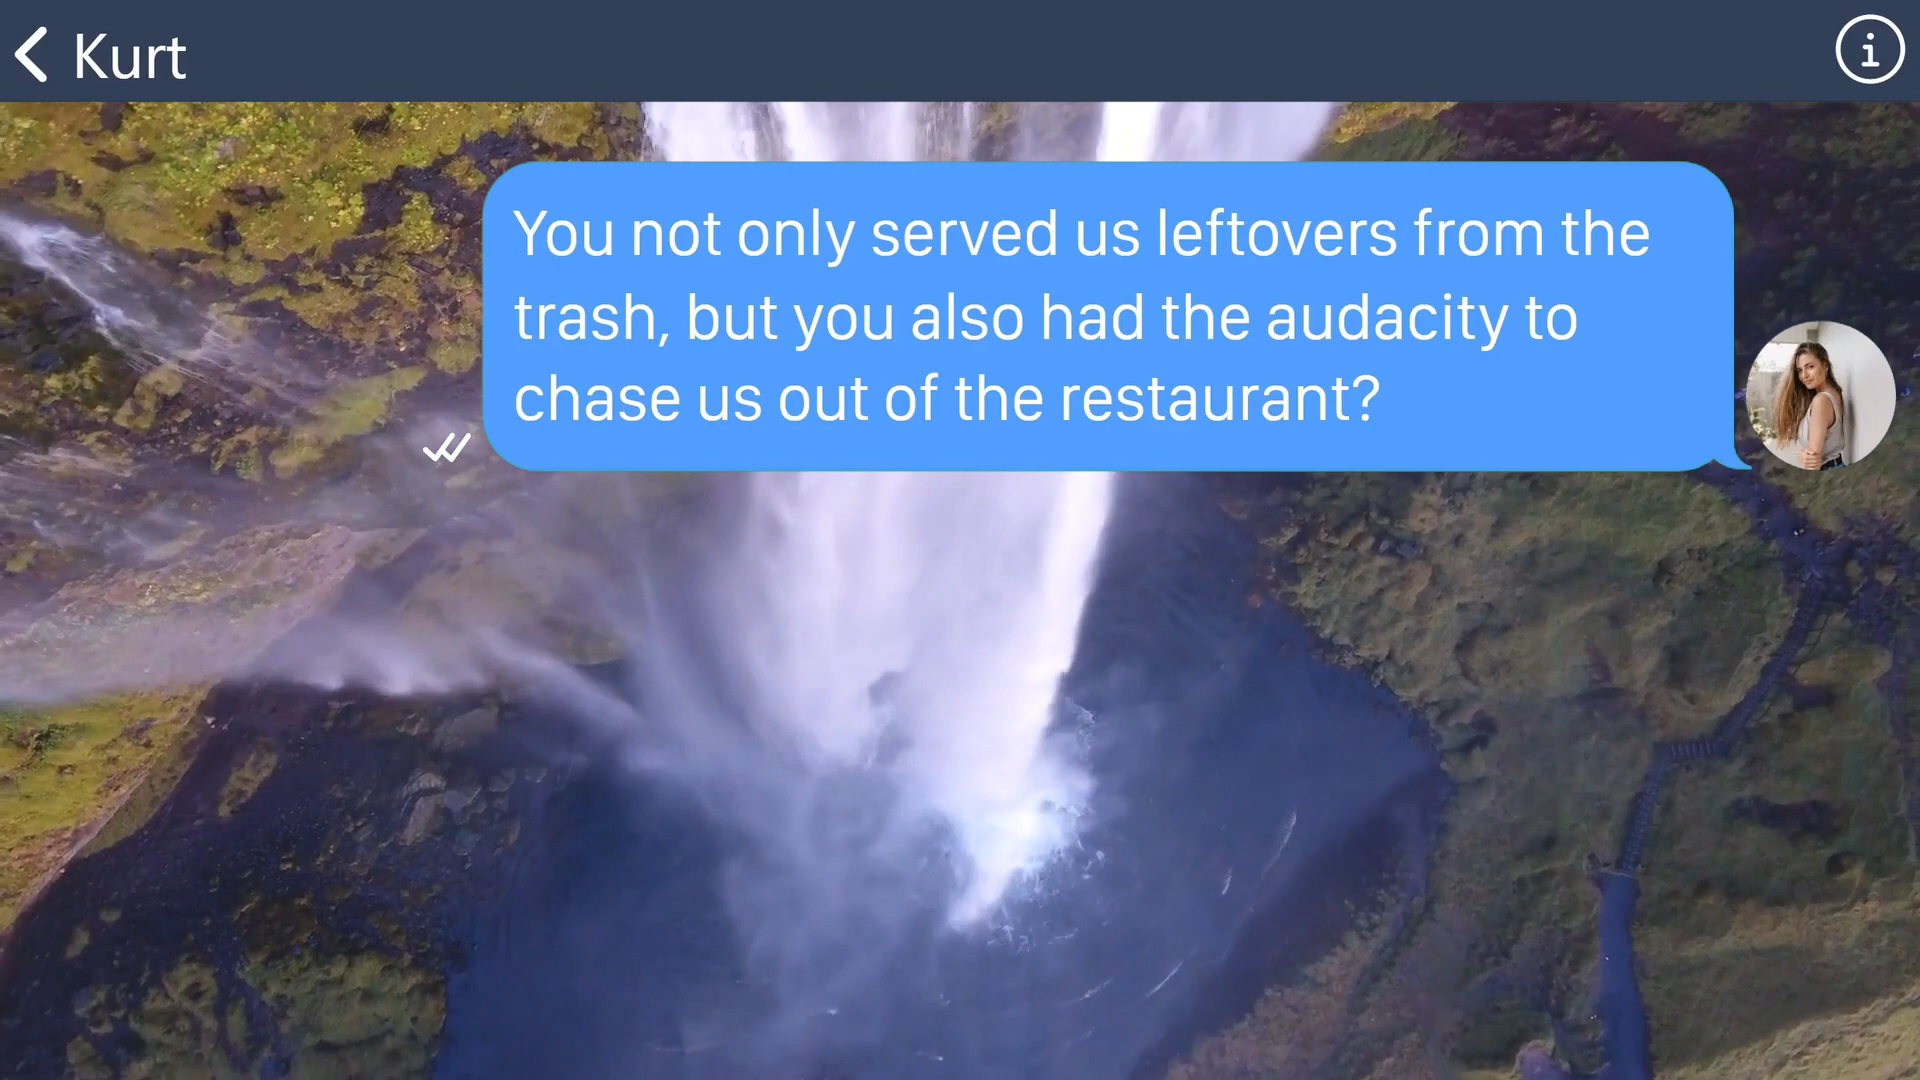 Kurt
You not only served us leftovers from the
trash, but you also had the audacity to
chase us out of the restaurant?